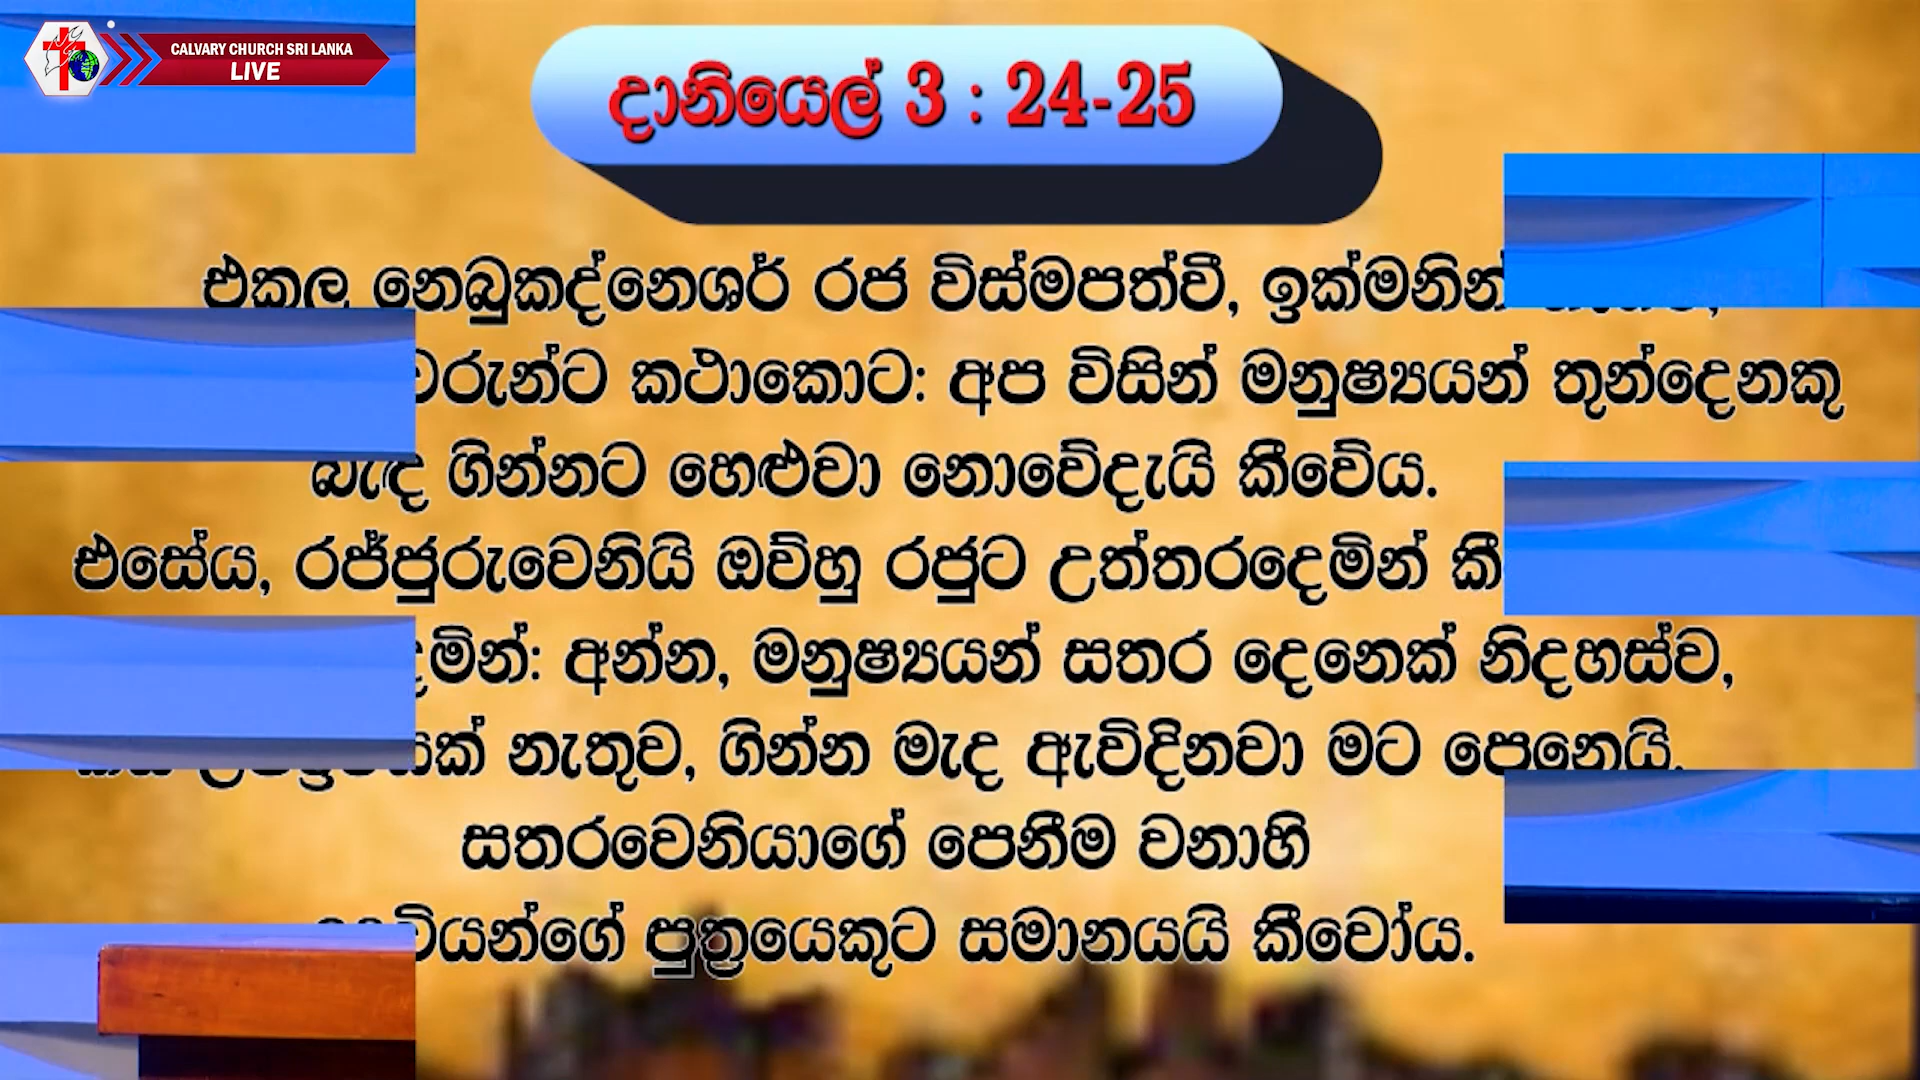 CALVARY CHURCH SRI LANKA
LIVE
දානියෙල් 3 : 24-25
එකල නෙබුකද්නෙශර් රජ විස්මපත්වී, ඉක්මනින්
කථාකොට: අප විසින් මනුෂ්‍යයන් තුන්දෙනකු
බැඳ ගින්නට හෙළුවා නොවේදැයි කීවේය.
එසේය, රජ්ජුරුවෙනියි ඔව්හු රජුට උත්තරදෙමින් කී
අන්න, මනුෂ්‍යයන් සතර දෙනෙක් නිදහස්ව,
නැතුව, ගින්න මැද ඇවිදිනවා මට පෙනෙයි.
සතරවෙනියාගේ පෙනීම වනාහි
පුත්‍රයෙකුට සමානයයි කීවෝය.